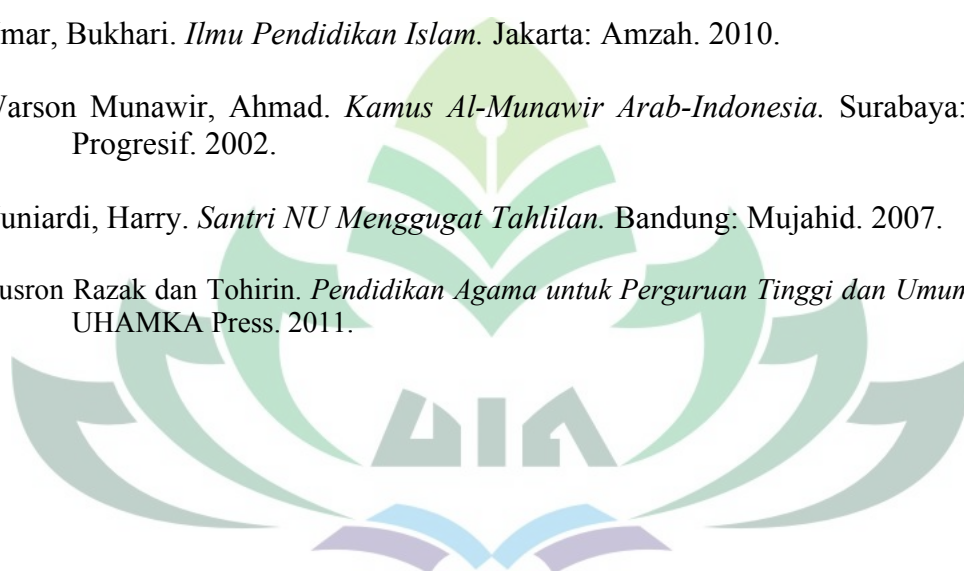 mar, Bukhari. Ilmu Pendidikan Islam. Jakarta: Amzah. 2010.
Warson Munawir, Ahmad. Kamus Al-Munawir Arab-Indonesia. Surabaya:
Progresif. 2002.
uniardi, Harry. Santri NU Menggugat Tahlilan. Bandung: Mujahid. 2007.
usron Razak dan Tohirin. Pendidikan Agama untuk Perguruan Tinggi dan Umum
UHAMKA Press. 2011.
UIN